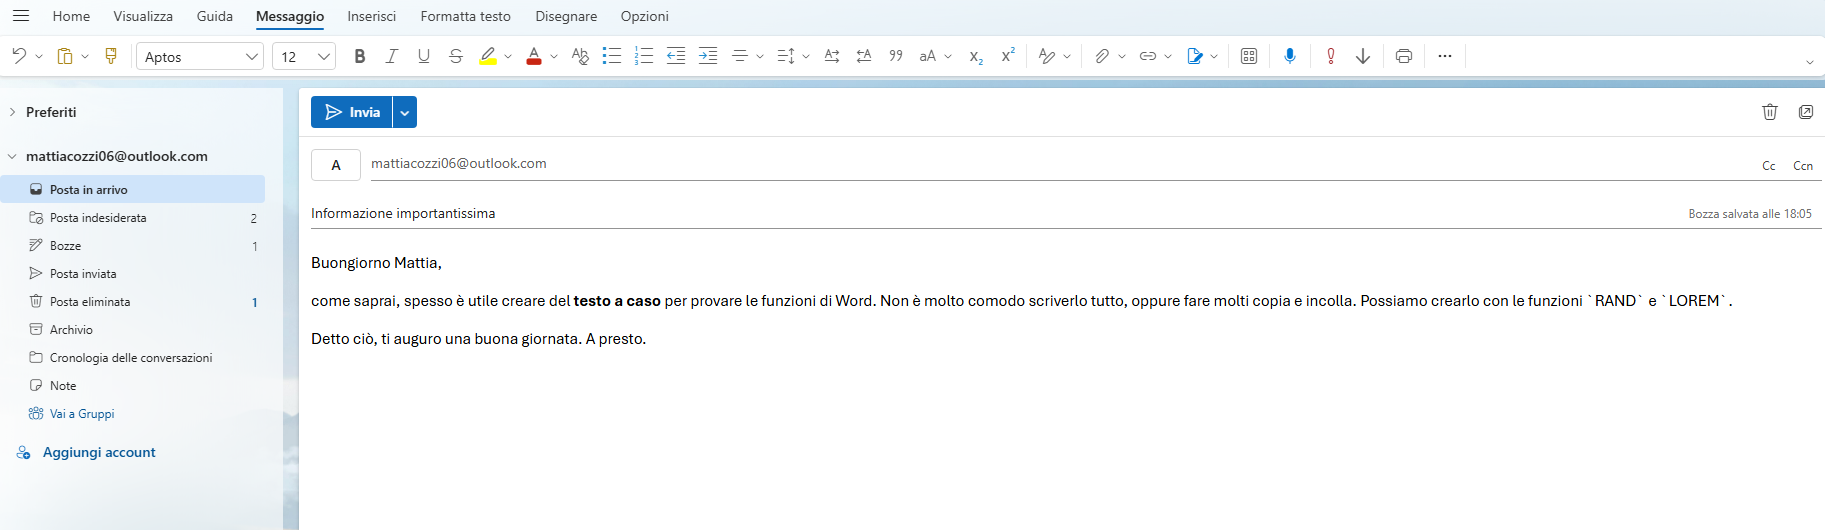 Home Visualizza Guida Messaggio Inserisci Formatta testo Disegnare Opzioni
Aptos 12
Preferiti
Invia
mattiacozzi06@outlook.com
A mattiacozzi06@outlook.com Cc Ccn
Posta in arrivo
Posta indesiderata 2
Informazione importantissima Bozza salvata alle 18:05
Bozze 1
Posta inviata
Posta eliminata 1
Archivio
Cronologia delle conversazioni
Note
Vai a Gruppi
Aggiungi account
Buongiorno Mattia,
come saprai, spesso è utile creare del testo a caso per provare le funzioni di Word. Non è molto comodo scriverlo tutto, oppure fare molti copia e incolla. Possiamo crearlo con le funzioni `RAND` e `LOREM`.
Detto ciò, ti auguro una buona giornata. A presto.